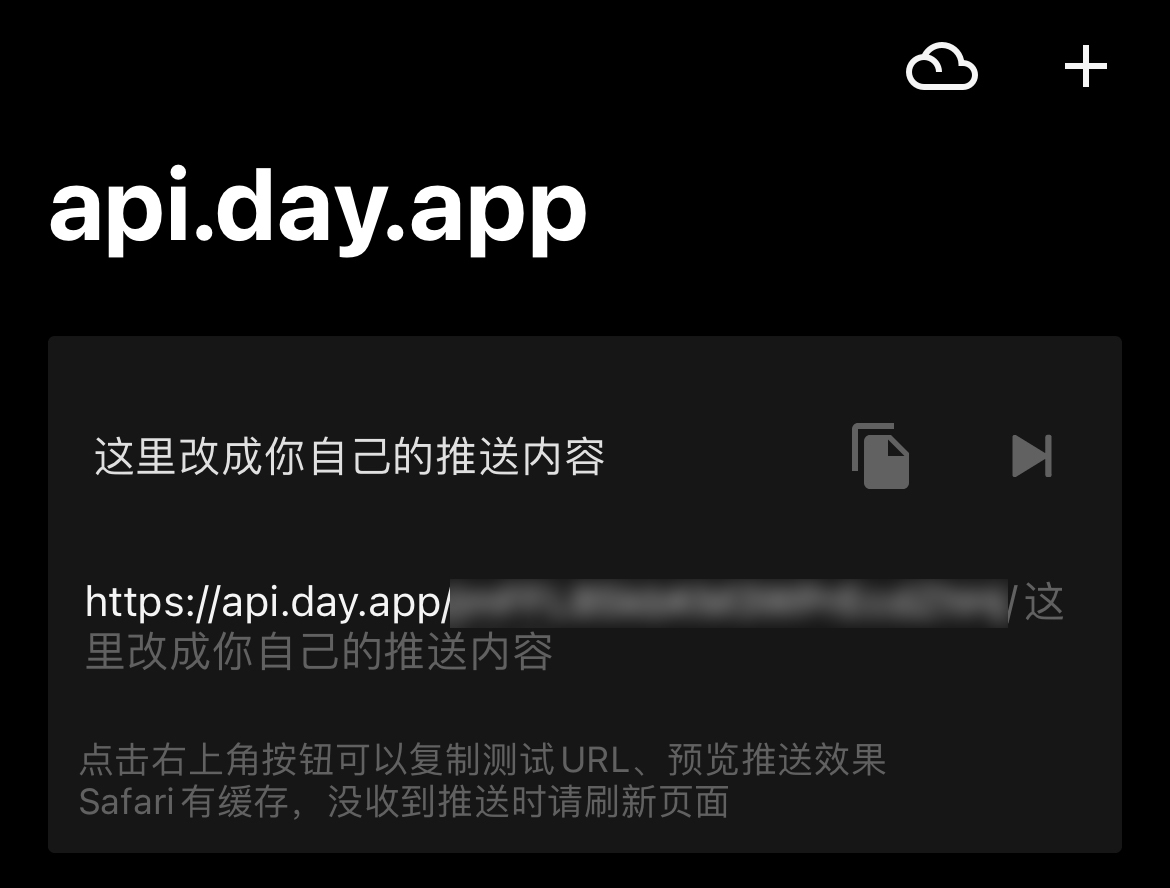 api.day.app
这里改成你自己的推送内容
https://api.day.app/ /这
里改成你自己的推送内容
点击右上角按钮可以复制测试URL、预览推送效果
Safari有缓存，没收到推送时请刷新页面